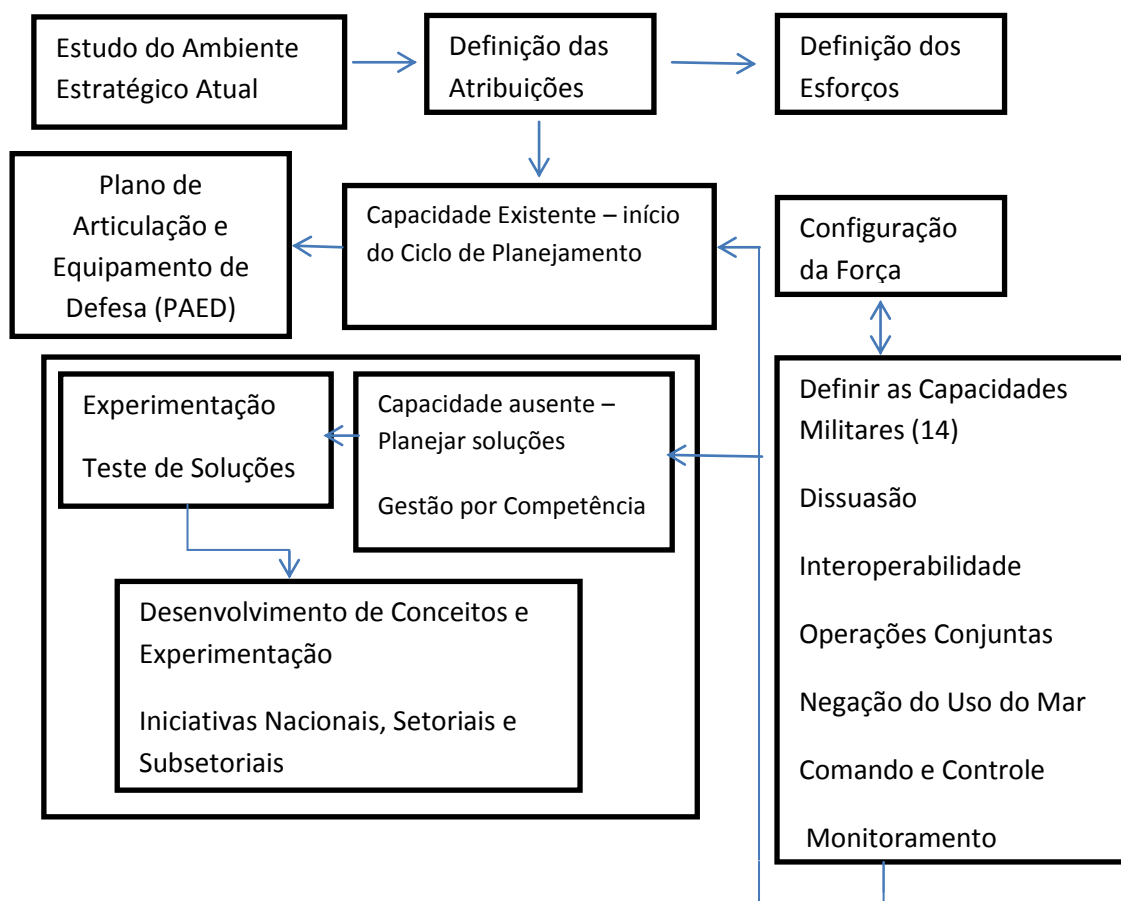 Estudo do Ambiente
Estratégico Atual
Definição das
Atribuições
Definição dos
Esforços
Plano de
Articulação e
Equipamento de
Defesa (PAED)
Capacidade Existente – início
do Ciclo de Planejamento
Configuração
da Força
Experimentação
Teste de Soluções
Capacidade ausente –
Planejar soluções
Gestão por Competência
Desenvolvimento de Conceitos e
Experimentação
Iniciativas Nacionais, Setoriais e
Subsetoriais
Definir as Capacidades
Militares (14)
Dissuasão
Interoperabilidade
Operações Conjuntas
Negação do Uso do Mar
Comando e Controle
Monitoramento